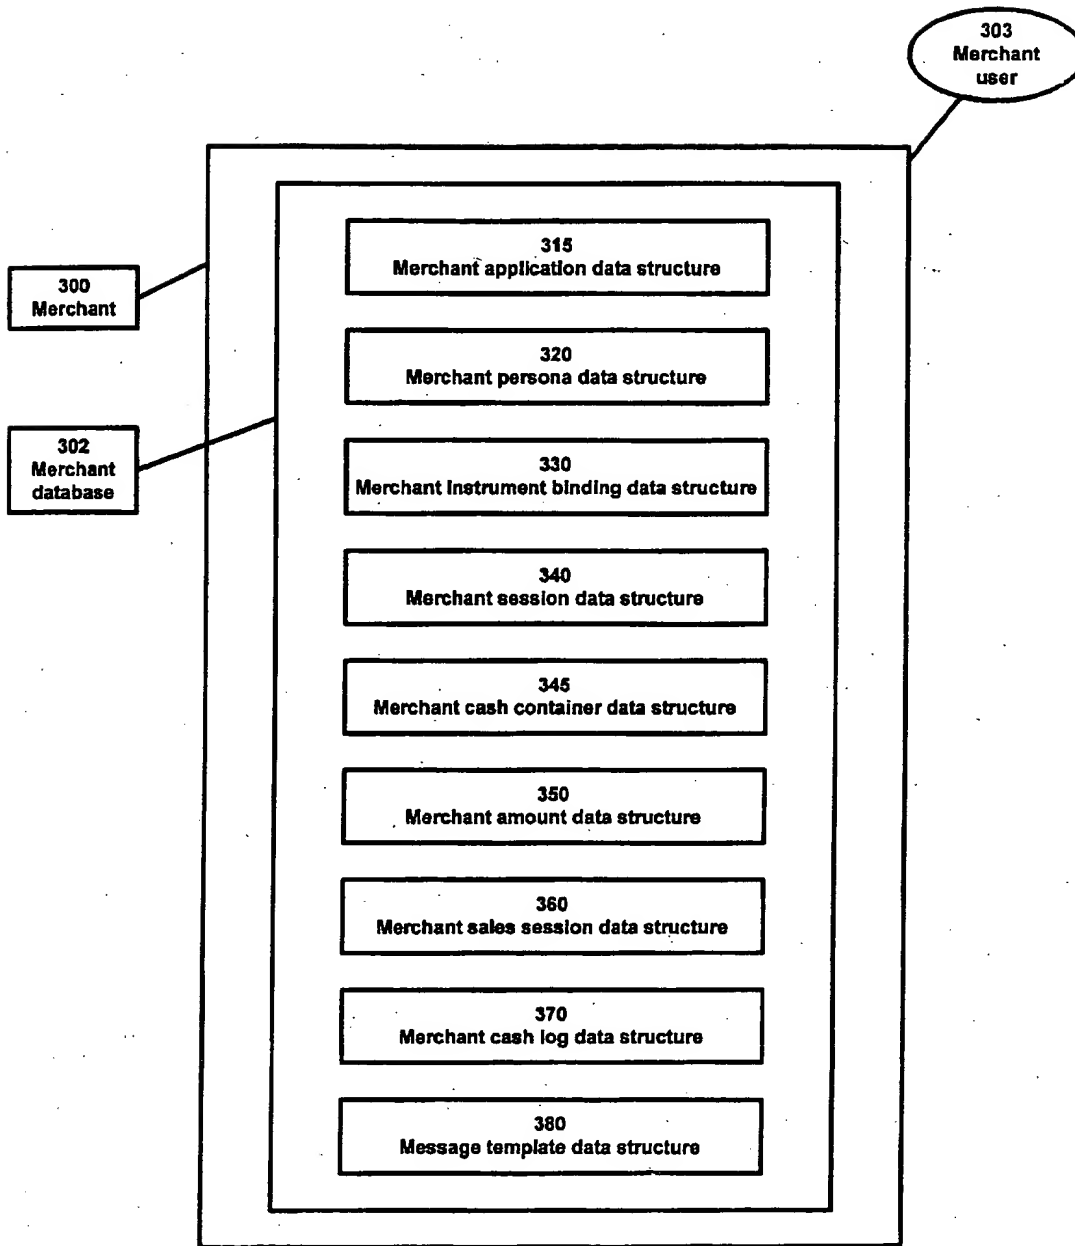 303
Merchant
user
315
Merchant application data structure
300
Merchant
320
Merchant persona data structure
302
Merchant
database
330
Merchant Instrument binding data structure
340
Merchant session data structure
345
Merchant cash container data structure
350
Merchant amount data structure
360
Merchant sales session data structure
370
Merchant cash log data structure
380
Message template data structure